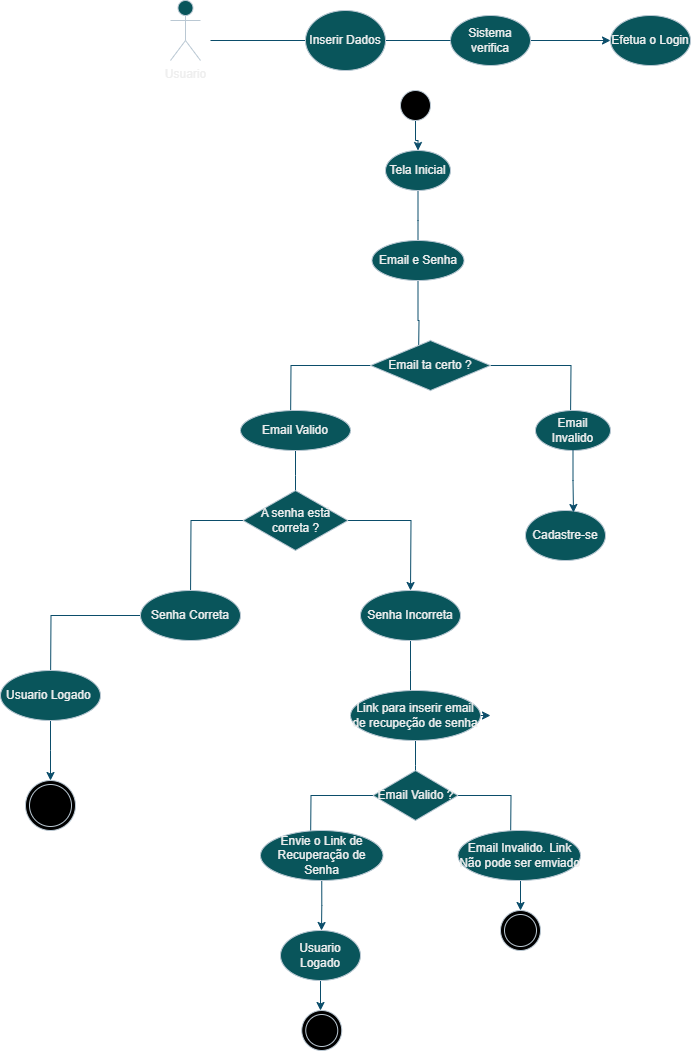 Inserir Dados
Sistema
verifica
Efetua o Login
Usuario
Tela Inicial
Email e Senha
Email ta certo ?
Email Valido
Email
Invalido
A senha esta
correta ?
Cadastre-se
Senha Correta
Senha Incorreta
Usuario Logado
Link para inserir email
de recupeção de senha
Email Valido ?
Envie o Link de
Recuperação de
Senha
Email Invalido. Link
Não pode ser emviado
Usuario
Logado